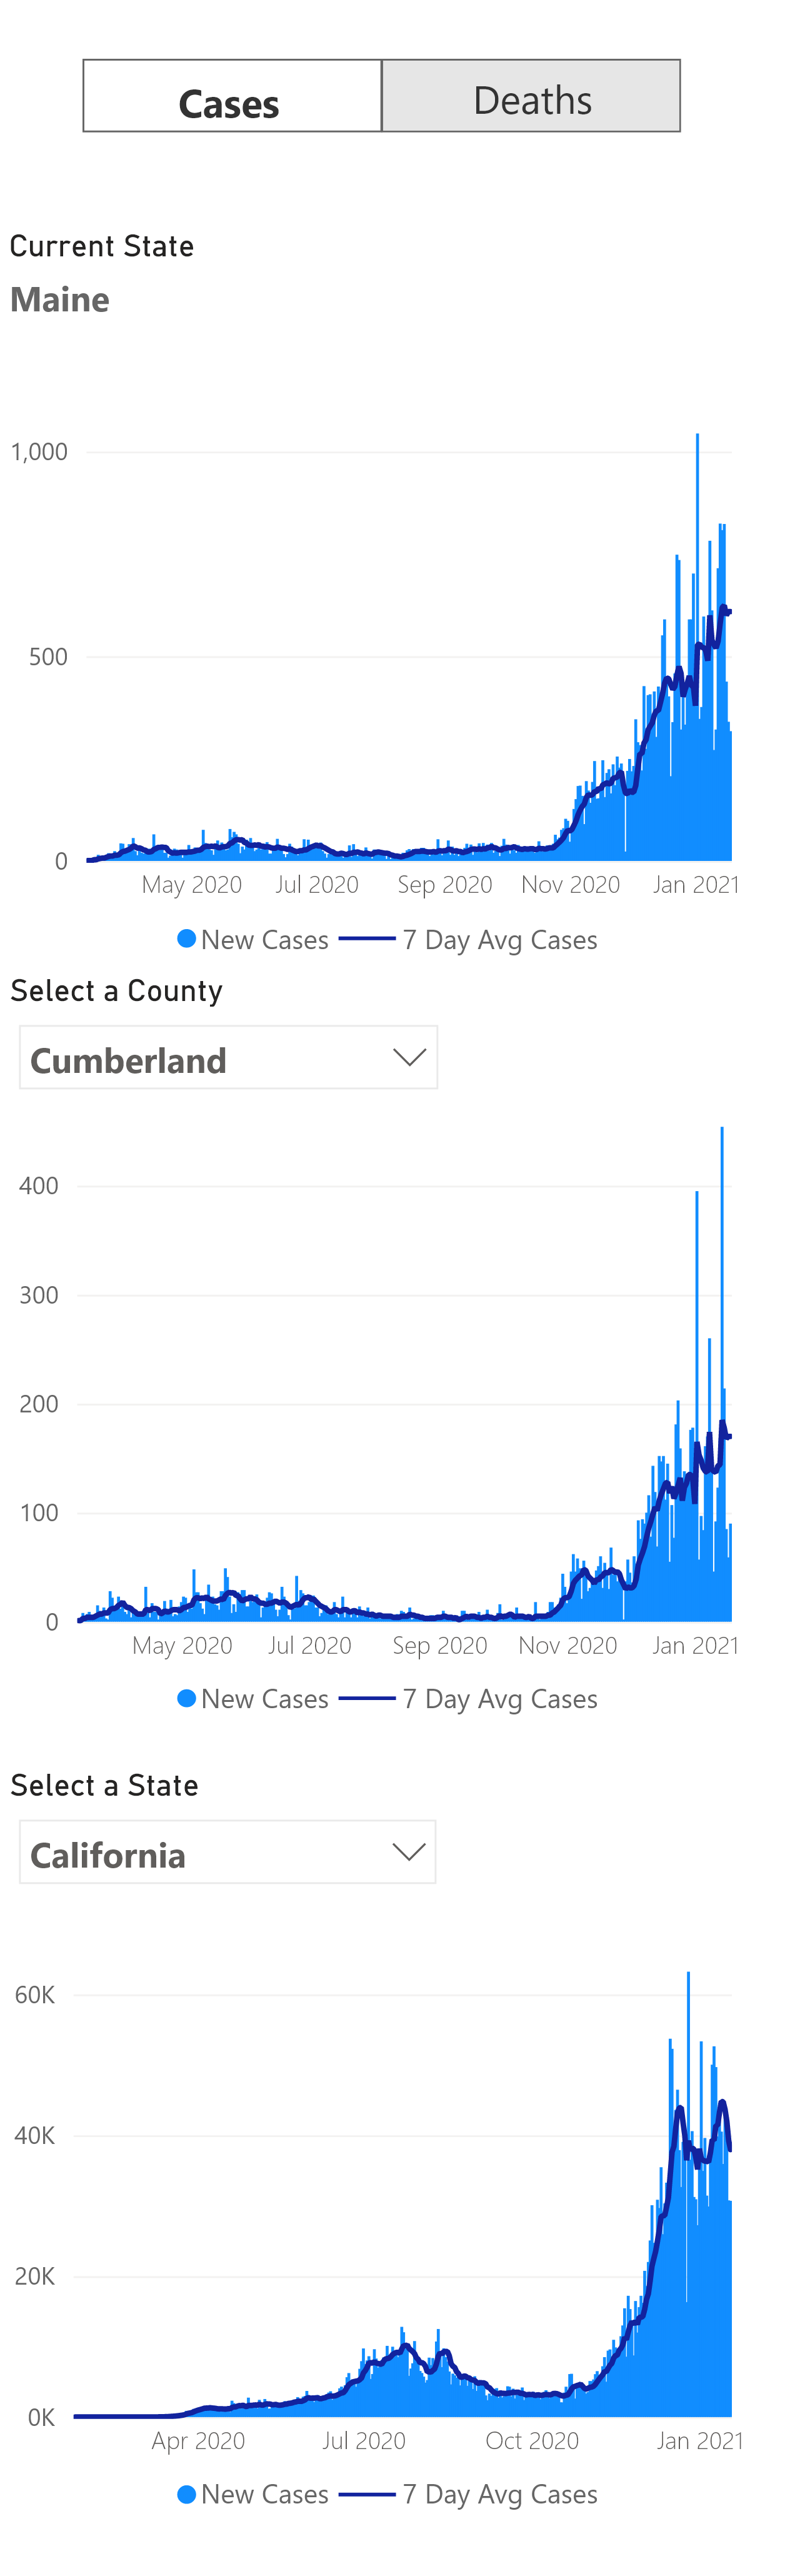 Cases Deaths
Current State
Maine
1,000
500
0
May 2020 Jul 2020 Sep 2020 Nov 2020 Jan 2021
New Cases 7 Day Avg Cases
Select a County
Cumberland
400
300
200
100
0
May 2020 Jul 2020 Sep 2020 Nov 2020 Jan 2021
New Cases 7 Day Avg Cases
Select a State
California
60K
40K
20K
0K
Apr 2020 Jul 2020 Oct 2020 Jan 2021
New Cases 7 Day Avg Cases